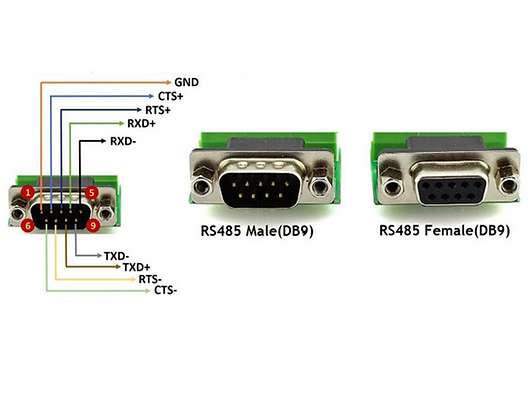 GND
CTS+
RTS+
RXD+
RXD-
1
5
6
9
TXD-
TXD+
RTS-
CTS-
RS485 Male(DB9)
RS485 Female(DB9)